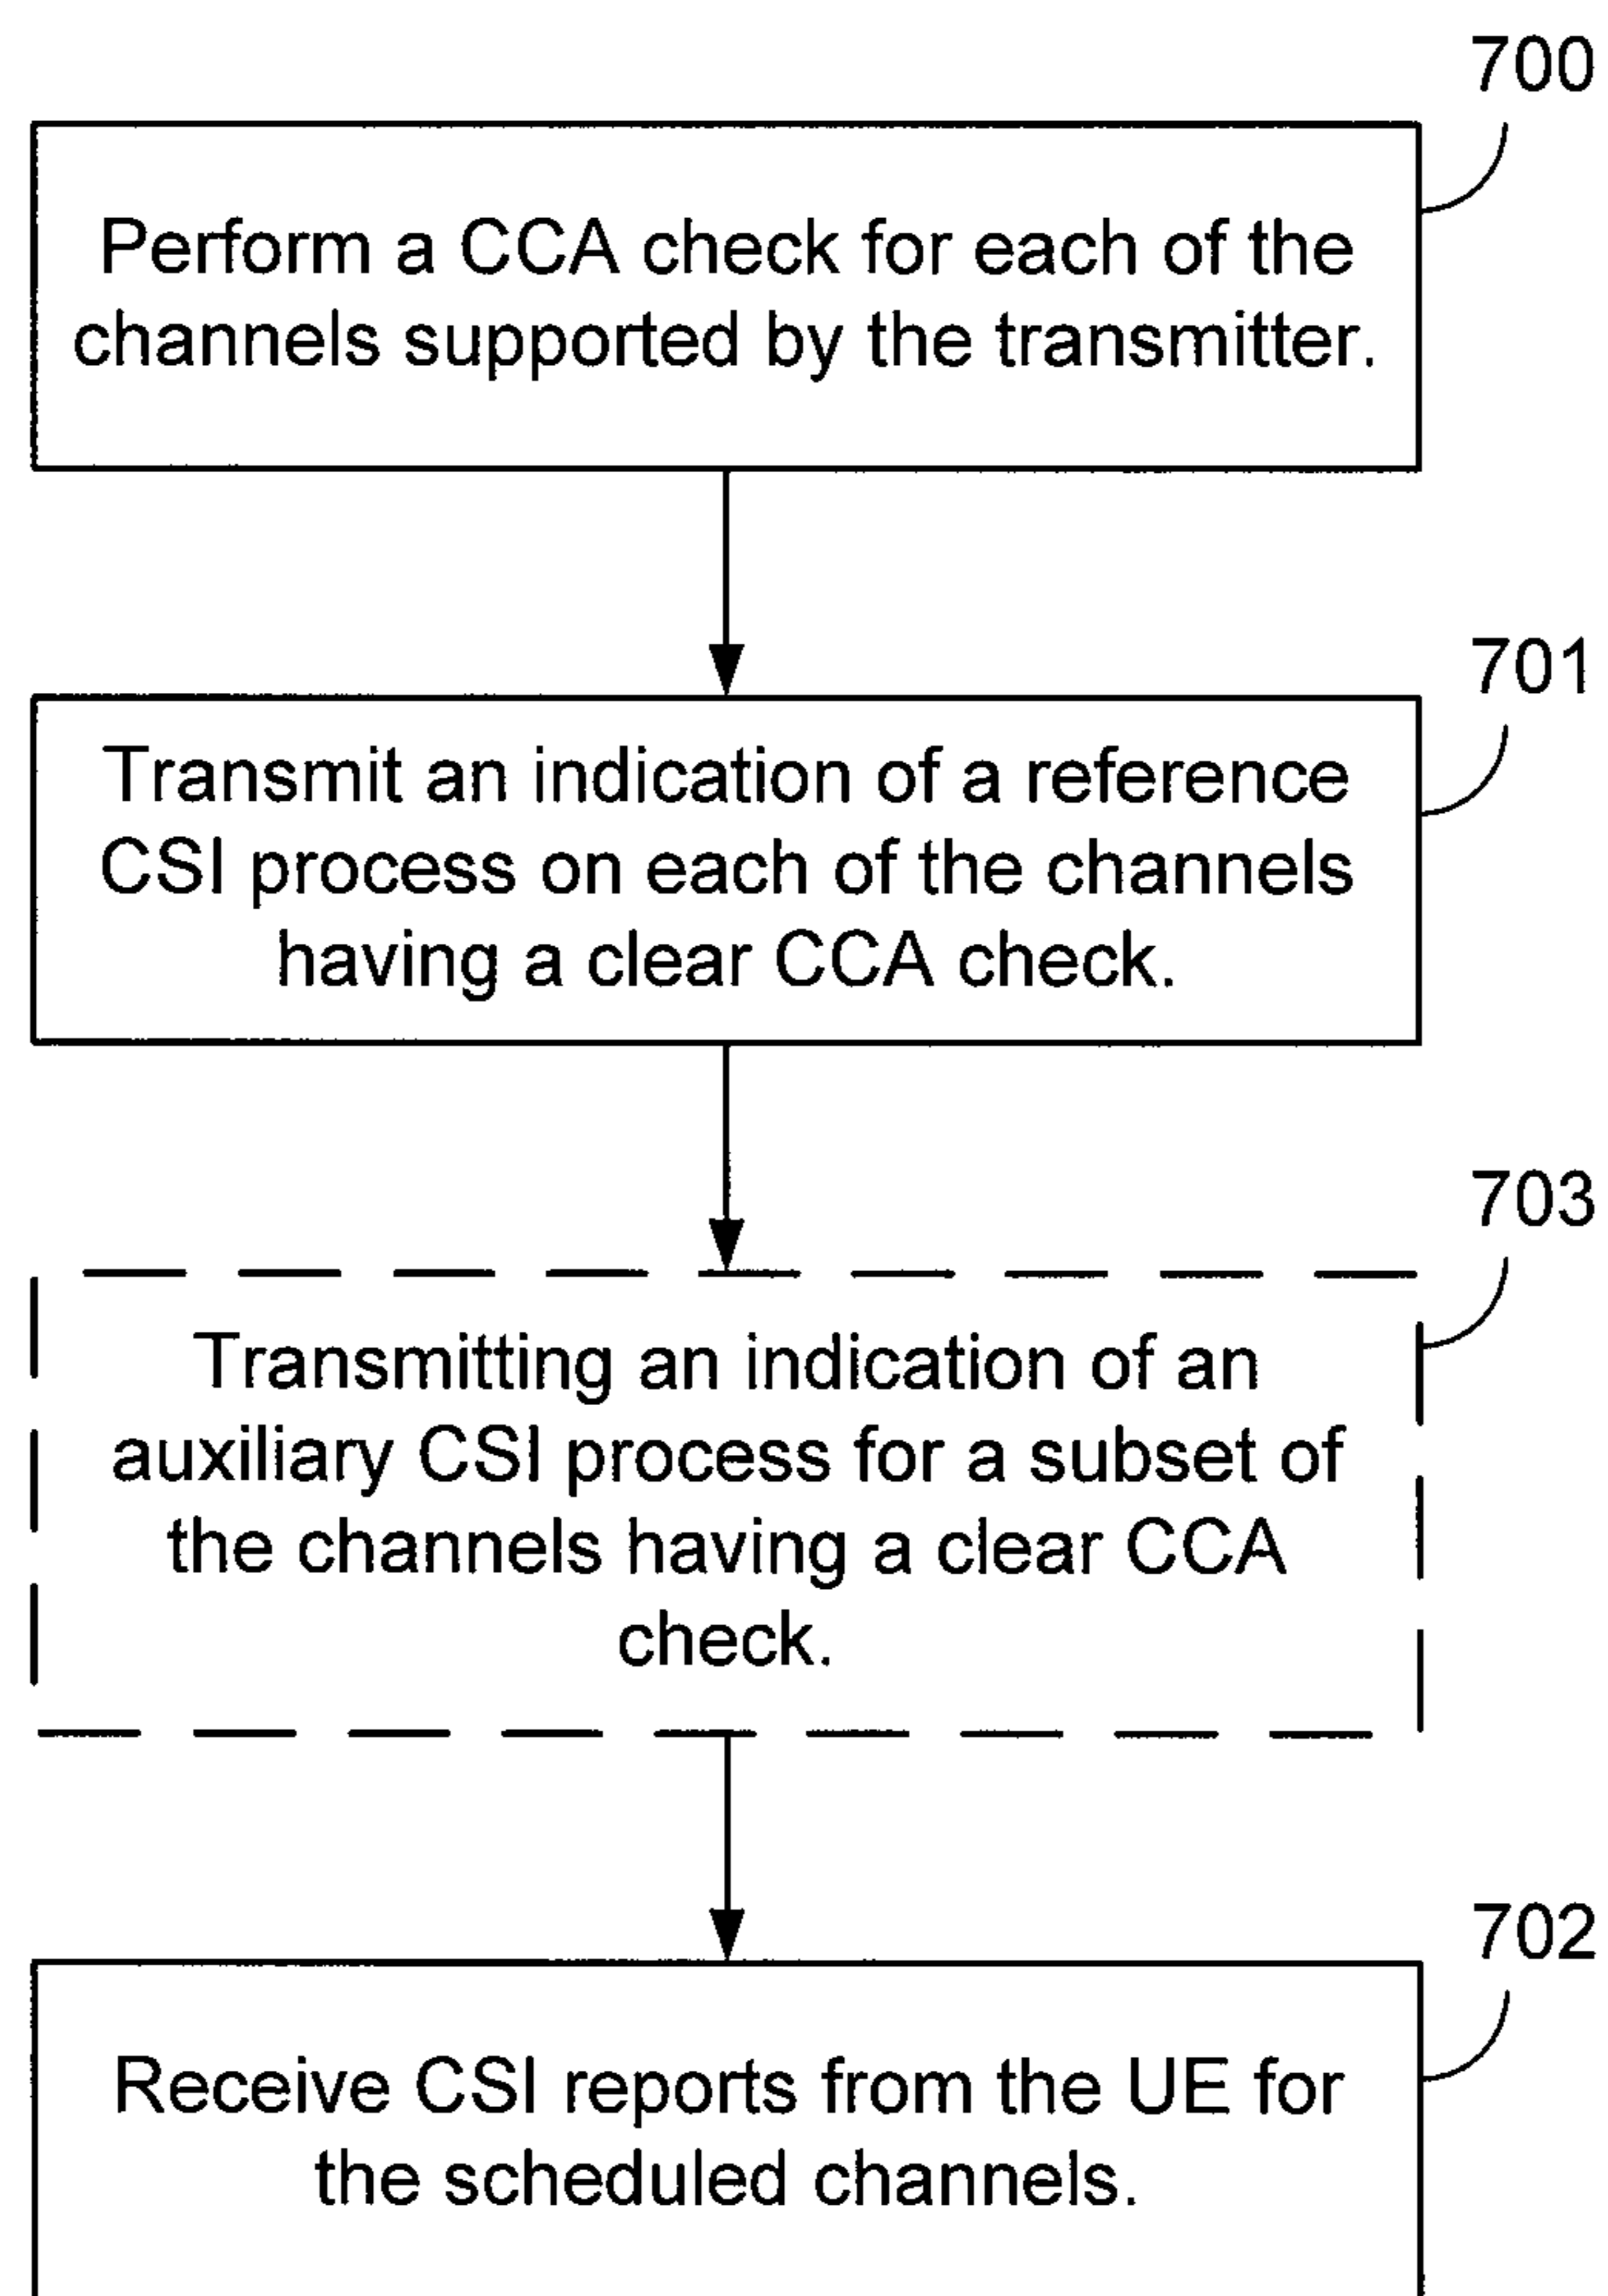 700
Perform a CCA check for each of the
channels supported by the transmitter.
701
Transmit an indication of a reference
CSI process on each of the channels
having a clear CCA check.
703
Transmitting an indication of an
auxiliary CSI process for a subset of
the channels having a clear CCA
check.
702
Receive CSI reports from the UE for
the scheduled channels.